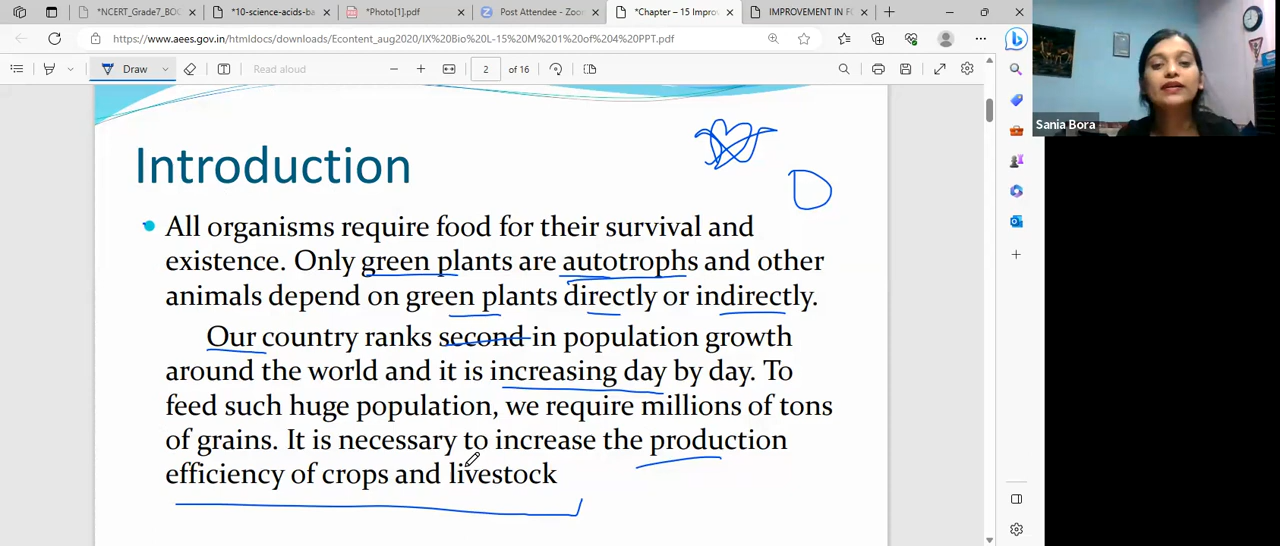 *NCERT_Grade7_BOC
*10-science-acids-ba
*Photo[1].pdf
Post Attendee - Zoom
*Chapter – 15 Impro
IMPROVEMENT IN FO
https://www.aees.gov.in/htmldocs/downloads/Econtent_aug2020/IX%20Bio%20L-15%20M%201%20of%204%20PPT.pdf
Draw
Read aloud
2
of 16
Sania Bora
D
Introduction
All organisms require food for their survival and
existence. Only green plants are autotrophs and other
animals depend on green plants directly or indirectly.
Our country ranks second in population growth
around the world and it is increasing day by day. To
feed such huge population, we require millions of tons
of grains. It is necessary to increase the production
efficiency of crops and livestock